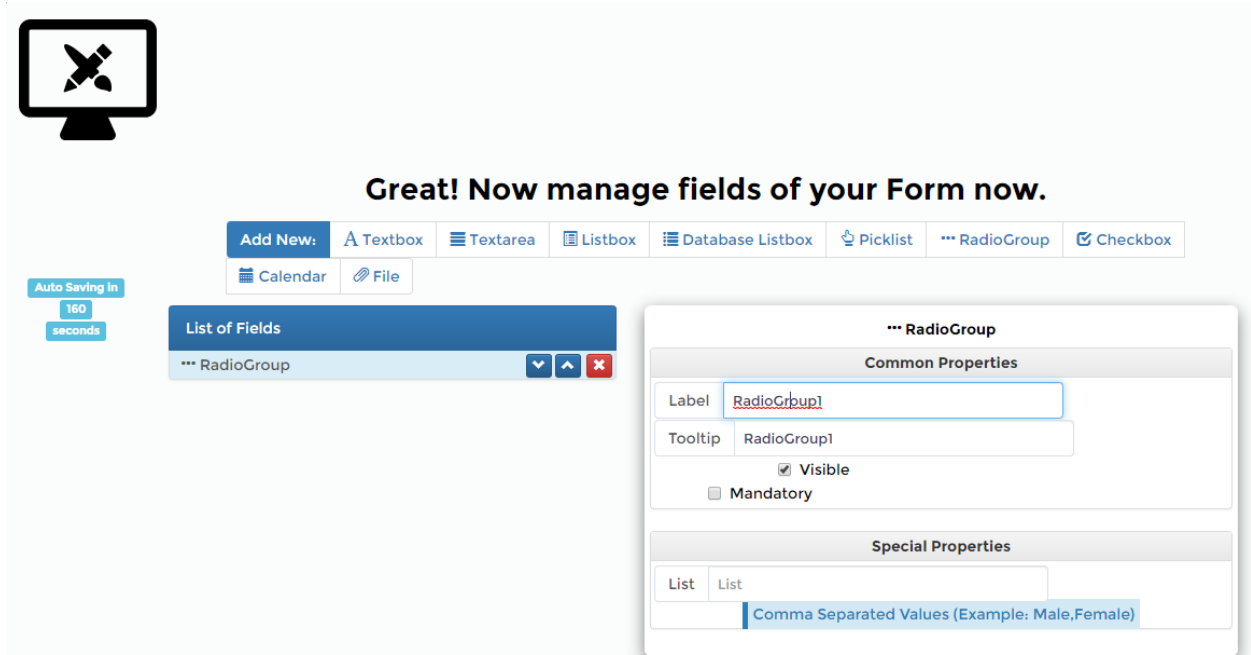 Great! Now manage fields of your Form now.
Add New: Textbox Textarea Listbox Database Listbox Picklist RadioGroup Checkbox
Calendar File
Auto Saving in
160
seconds
List of Fields
RadioGroup
RadioGroup
Common Properties
Label RadioGroup1
Tooltip RadioGroup1
Visible
Mandatory
Special Properties
List List
Comma Separated Values (Example: Male,Female)